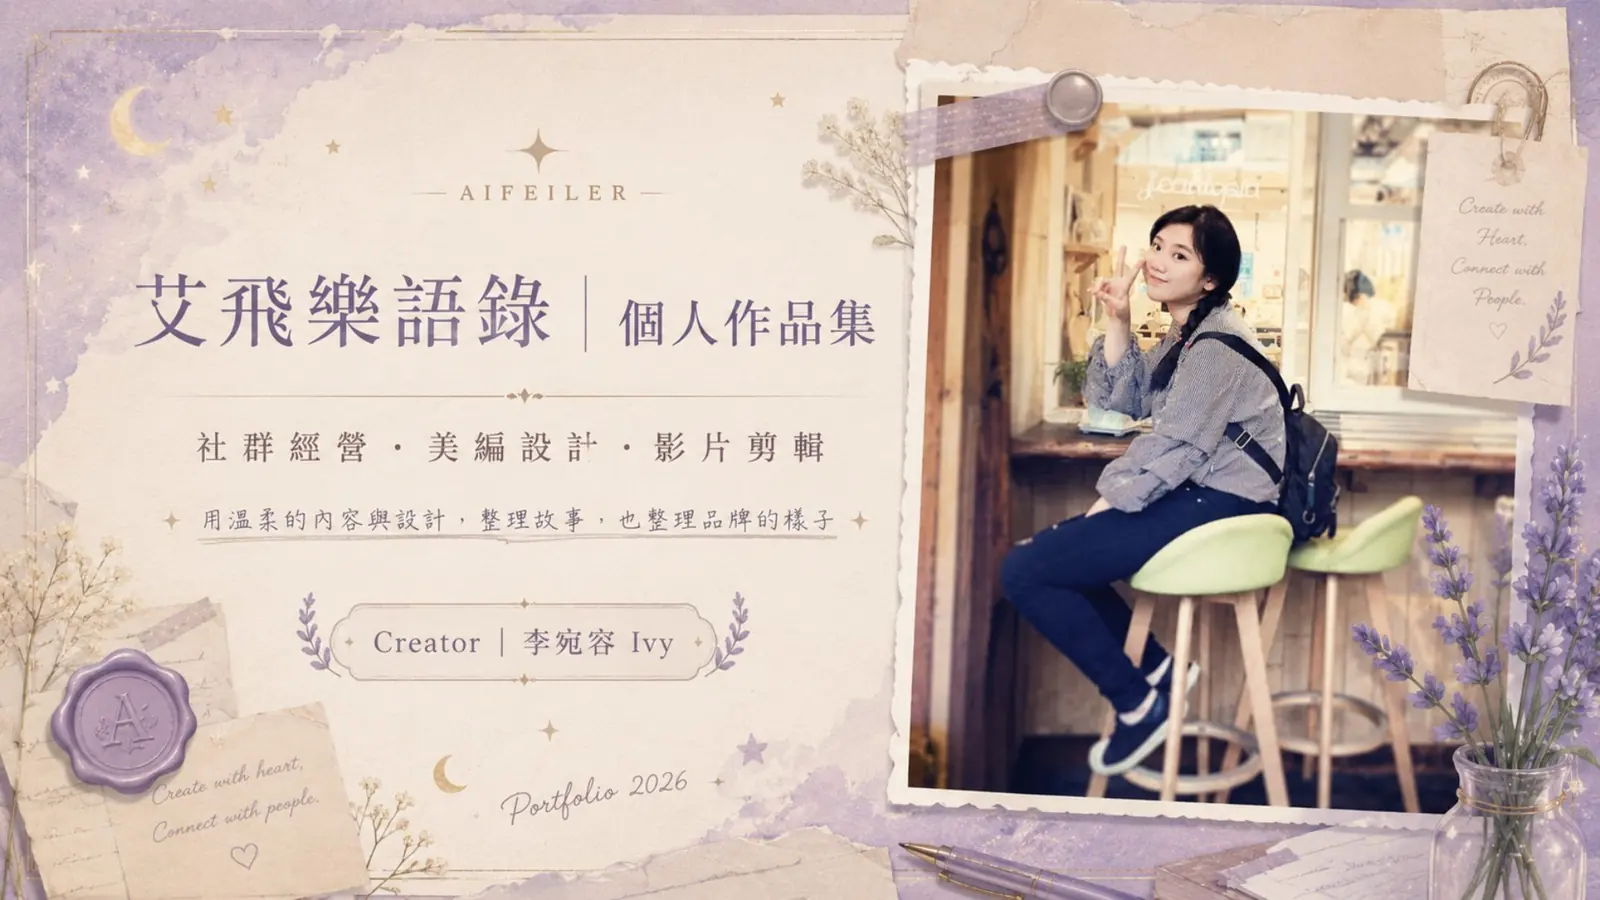 AIFEILER
艾飛樂語錄｜個人作品集
社群經營・美編設計・影片剪輯
用溫柔的內容與設計，整理故事，也整理品牌的樣子
Creator｜李宛容 Ivy
Portfolio 2026
A
Create with heart,
Connect with people.
Create with
Heart,
Connect with
People.